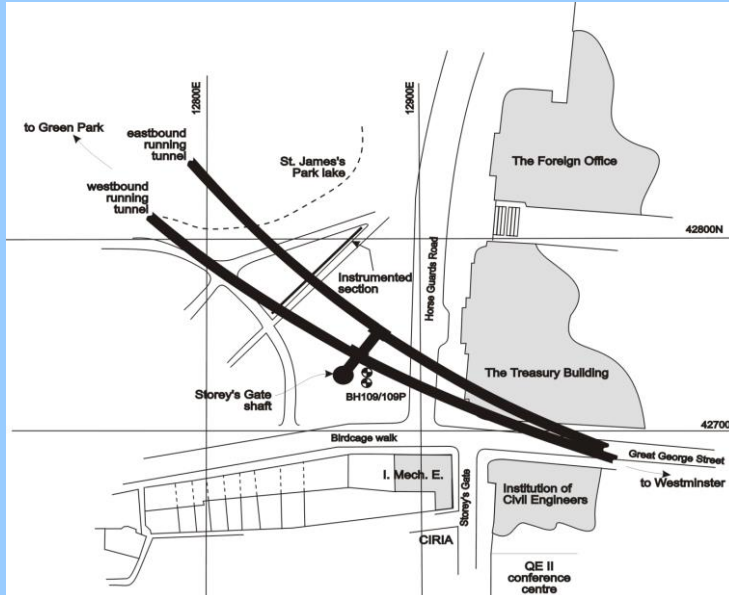 12800E
12900E
to Green Park
eastbound
running
tunnel
St. James's
Park lake
The Foreign Office
westbound
running
tunnel
42800N
Instrumented
section
Horse Guards Road
The Treasury Building
Storey's Gate
shaft
BH109/109P
42700
Birdcage walk
Great George Street
to Westminster
I. Mech. E.
Storey's Gate
Institution of
Civil Engineers
CIRIA
QE II
conference
centre